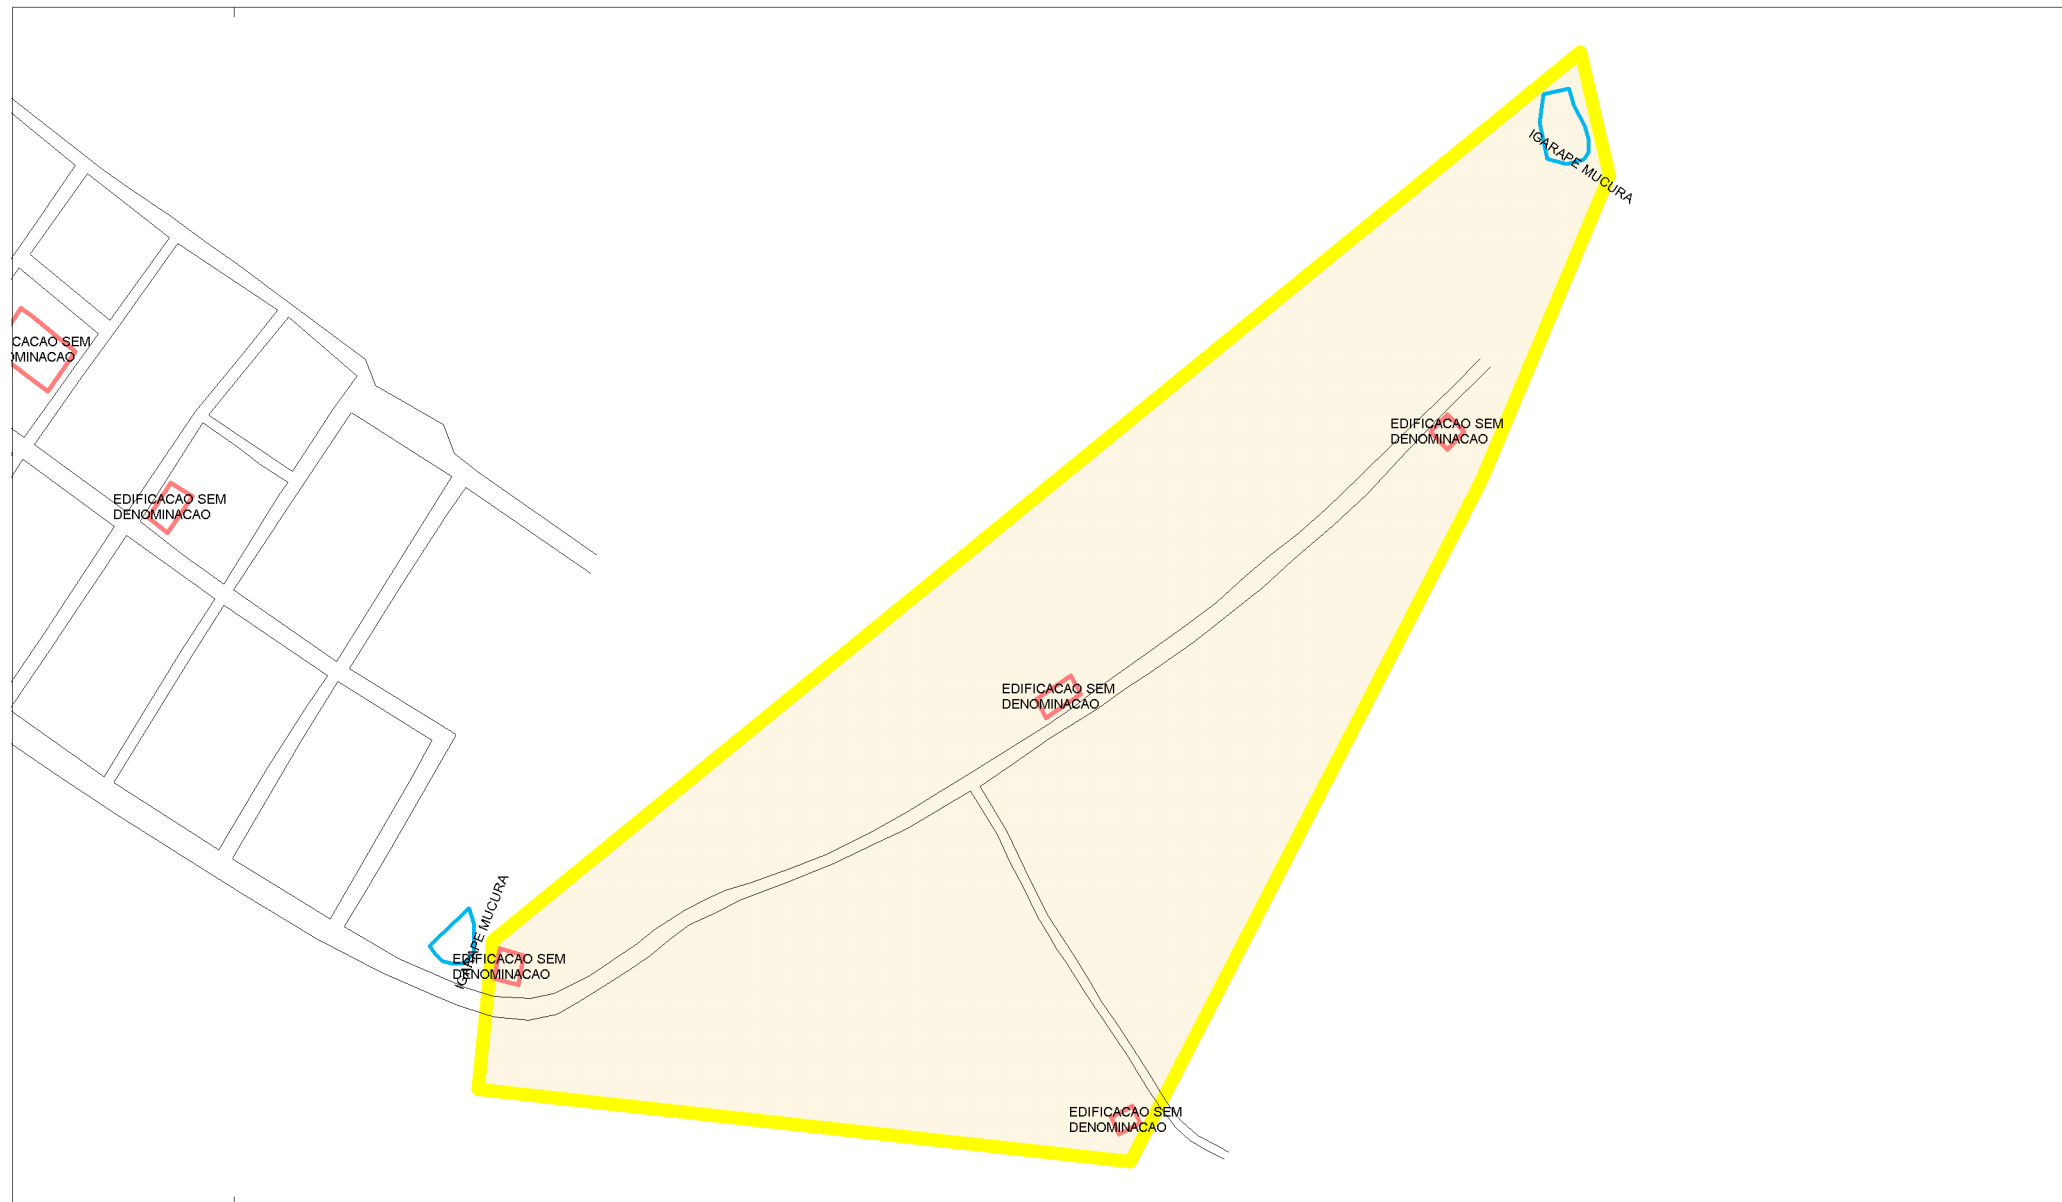 IGARAPE MUCURA
CACAO SEM
OMINACAO
EDIFICACAO SEM
DENOMINACAO
EDIFICACAO SEM
DENOMINACAO
EDIFICACAO SEM
DENOMINACAO
IGARAPE MUCURA
EDIFICACAO SEM
DENOMINACAO
EDIFICACAO SEM
DENOMINACAO